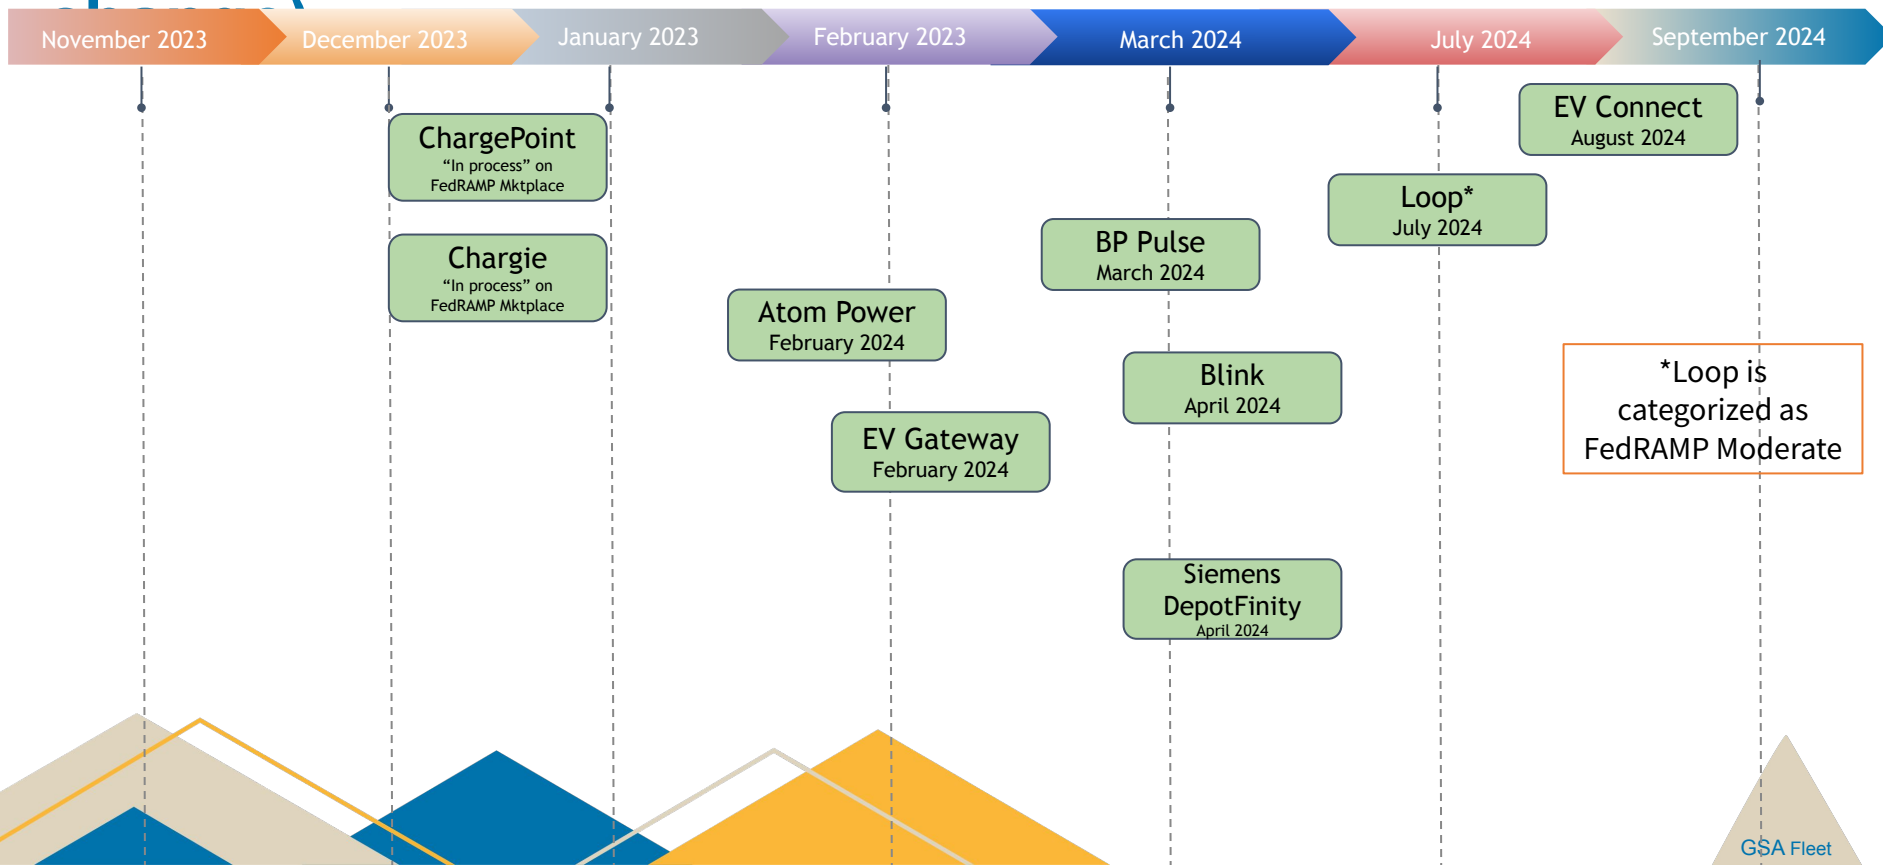 change)
November 2023
December 2023
January 2023
February 2023
March 2024
July 2024
September 2024
EV Connect
August 2024
ChargePoint
“In process” on
FedRAMP Mktplace
Loop*
July 2024
BP Pulse
March 2024
Chargie
“In process” on
FedRAMP Mktplace
Atom Power
February 2024
*Loop is
categorized as
FedRAMP Moderate
Blink
April 2024
EV Gateway
February 2024
Siemens
DepotFinity
April 2024
GSA Fleet